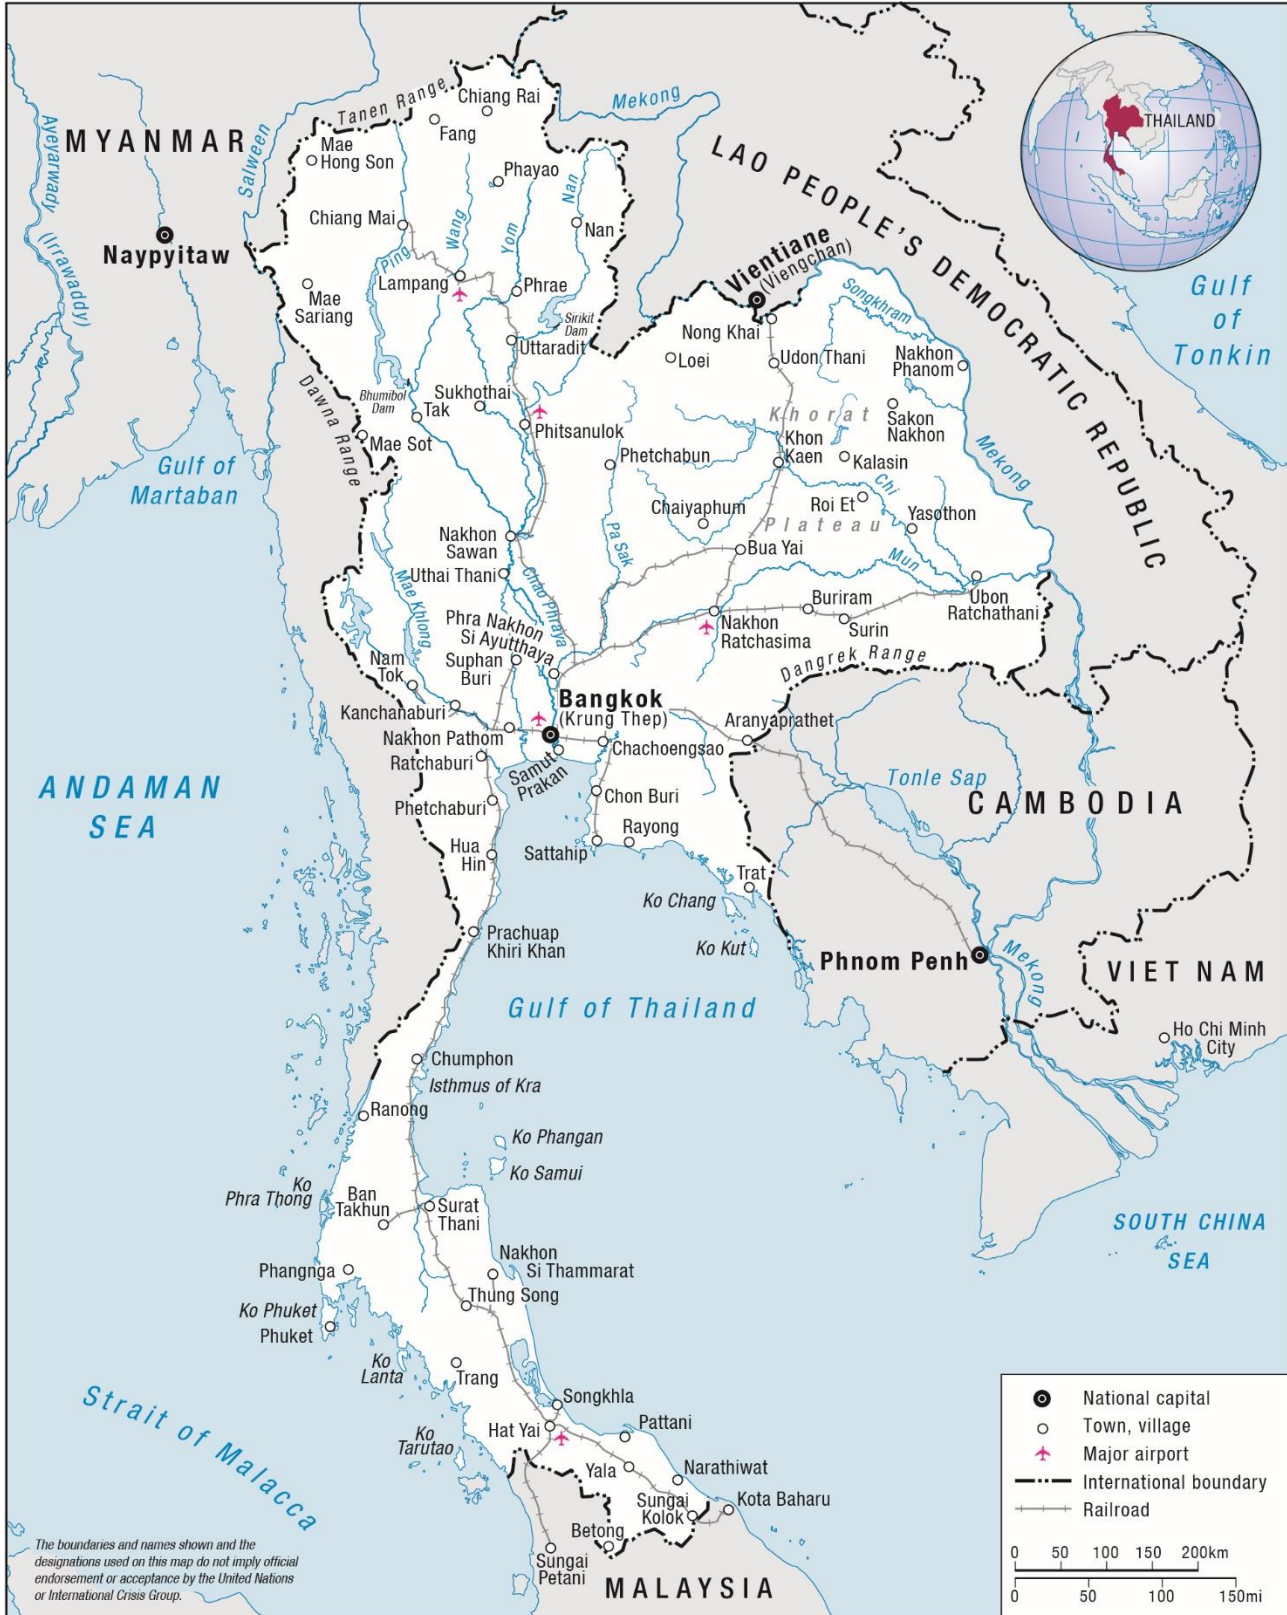 Tanen Range
Chiang Rai
Fang
Mekong
MYANMAR
Salween
Ayeyarwady
(Irrawaddy)
Mae
Hong Son
Phayao
Nan
Nan
Chiang Mai
Wang
Yom
Ping
Naypyitaw
Lampang
Phrae
Mae
Sariang
Sirikit
Dam
Uttaradit
LAO PEOPLE'S DEMOCRATIC REPUBLIC
THAILAND
Gulf
of
Tonkin
Vientiane
(Viengchan)
Songkhram
Nong Khai
Loei
Udon Thani
Nakhon
Phanom
Bhumibol
Dam
Tak
Sukhothai
Phitsanulok
Khorat
Plateau
Sakon
Nakhon
Dawna Range
Mae Sot
Gulf of
Martaban
Phetchabun
Khon
Kaen
Kalasin
Mekong
Chi
Roi Et
Chaiyaphum
Yasothon
Nakhon
Sawan
Pa Sak
Bua Yai
Mun
Uthai Thani
Chao Phraya
Mae Khlong
Buriram
Surin
Ubon
Ratchathani
Nakhon
Ratchasima
Phra Nakhon
Si Ayutthaya
Dangrek Range
Suphan
Buri
Nam
Tok
Kanchanaburi
Bangkok
(Krung Thep)
Aranyaprathet
Nakhon Pathom
Chachoengsao
Samut
Prakan
Ratchaburi
Tonle Sap
CAMBODIA
ANDAMAN
SEA
Phetchaburi
Chon Buri
Rayong
Hua
Hin
Sattahip
Trat
Ko Chang
Ko Kut
Prachuap
Khiri Khan
Phnom Penh
Mekong
VIET NAM
Gulf of Thailand
Ho Chi Minh
City
Chumphon
Isthmus of Kra
Ranong
Ko Phangan
Ko Samui
Ko
Phra Thong
Ban
Takhun
Surat
Thani
SOUTH CHINA
SEA
Nakhon
Si Thammarat
Phangnga
Thung Song
Ko Phuket
Phuket
Ko
Lanta
Trang
Songkhla
Strait of Malacca
Hat Yai
Pattani
Ko
Tarutao
Yala
Narathiwat
Sungai
Kolok
Kota Baharu
Betong
Sungai
Petani
MALAYSIA
National capital
Town, village
Major airport
International boundary
Railroad
0 50 100 150 200km
0 50 100 150mi
The boundaries and names shown and the
designations used on this map do not imply official
endorsement or acceptance by the United Nations
or International Crisis Group.